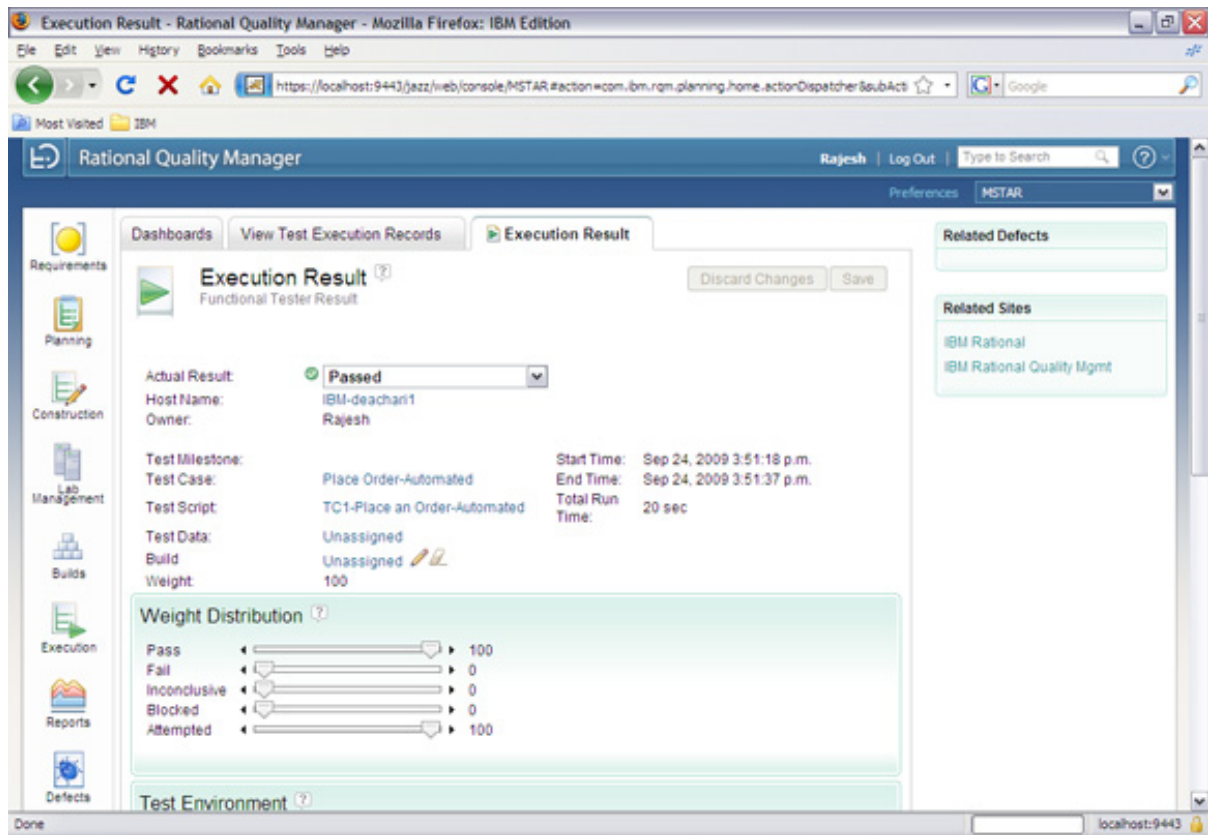 Execution Result - Rational Quality Manager - Mozilla Firefox: IBM Edition
File Edit View History Bookmarks Tools Help
https://localhost:9443/jazz/web/console/MSTAR#action=com.ibm.rqm.planning.home.actionDispatcher&subActi
Google
Most Visited IBM
Rational Quality Manager
Rajesh | Log Out | Type to Search
Preferences MSTAR
Requirements
Planning
Construction
Lab Management
Builds
Execution
Reports
Defects
Dashboards View Test Execution Records Execution Result
Execution Result ?
Functional Tester Result
Discard Changes Save
Actual Result: Passed
Host Name: IBM-deachari1
Owner: Rajesh
Test Milestone: Start Time: Sep 24, 2009 3:51:18 p.m.
Test Case: Place Order-Automated End Time: Sep 24, 2009 3:51:37 p.m.
Test Script: TC1-Place an Order-Automated Total Run Time: 20 sec
Test Data: Unassigned
Build Unassigned
Weight: 100
Weight Distribution ?
Pass 100
Fail 0
Inconclusive 0
Blocked 0
Attempted 100
Test Environment ?
Related Defects
Related Sites
IBM Rational
IBM Rational Quality Mgmt
Done localhost:9443